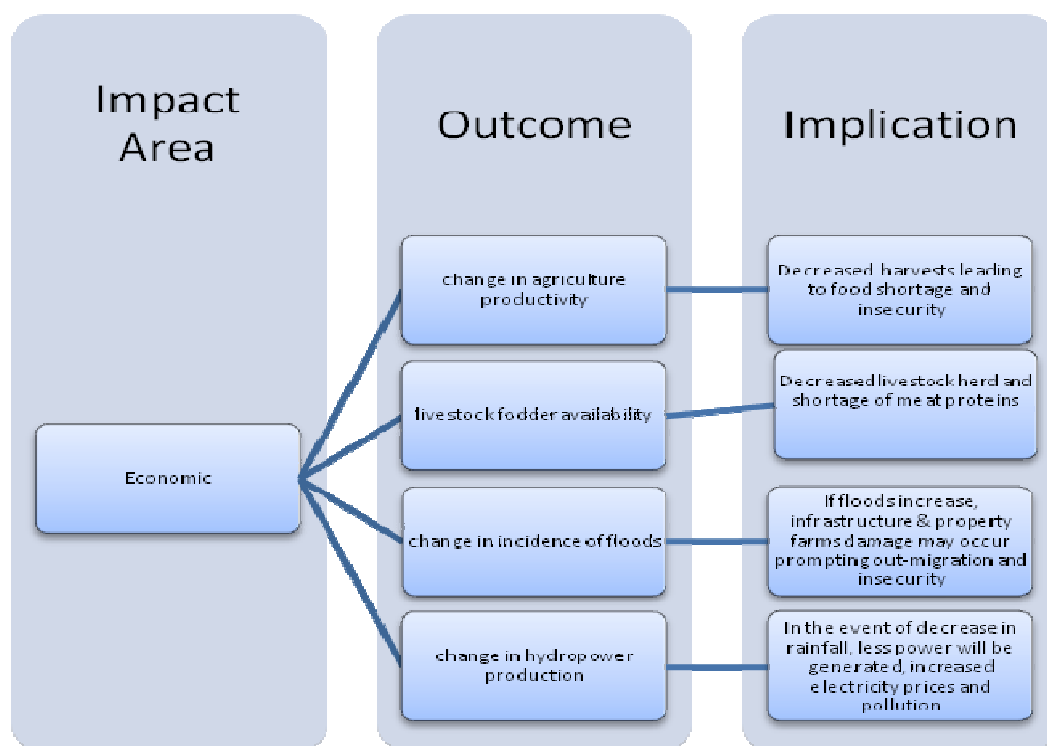 Impact
Area
Outcome
Implication
Economic
change in agriculture
productivity
livestock fodder availability
change in incidence of floods
change in hydropower
production
Decreased harvests leading
to food shortage and
insecurity
Decreased livestock herd and
shortage of meat proteins
If floods increase,
infrastructure & property
farms damage may occur
prompting out-migration and
insecurity
In the event of decrease in
rainfall, less power will be
generated, increased
electricity prices and
pollution